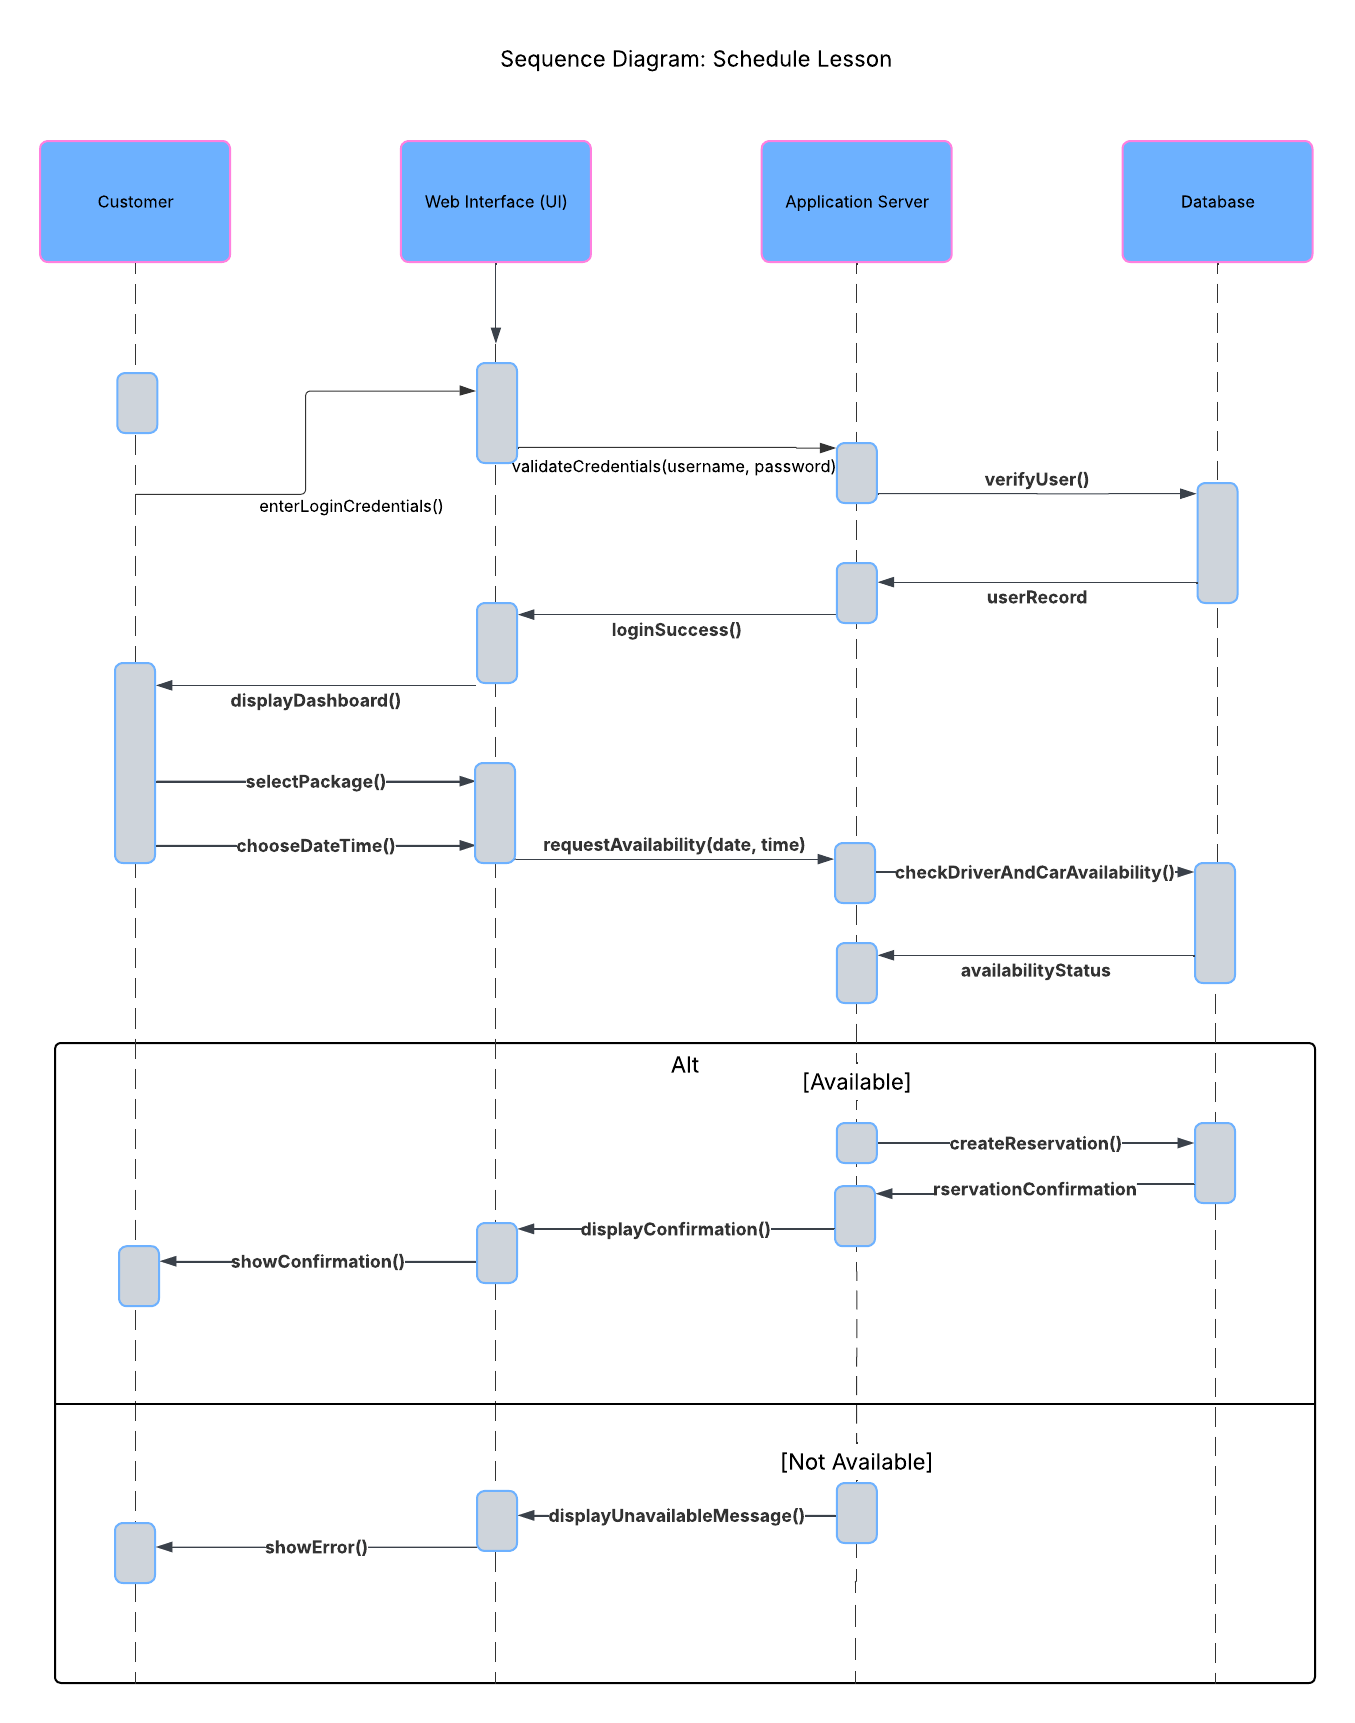 Sequence Diagram: Schedule Lesson
Customer
Web Interface (UI)
Application Server
Database
validateCredentials(username, password)
verifyUser()
enterLoginCredentials()
userRecord
loginSuccess()
displayDashboard()
selectPackage()
chooseDateTime()
requestAvailability(date, time)
checkDriverAndCarAvailability()
availabilityStatus
Alt
[Available]
createReservation()
rservationConfirmation
displayConfirmation()
showConfirmation()
[Not Available]
displayUnavailableMessage()
showError()